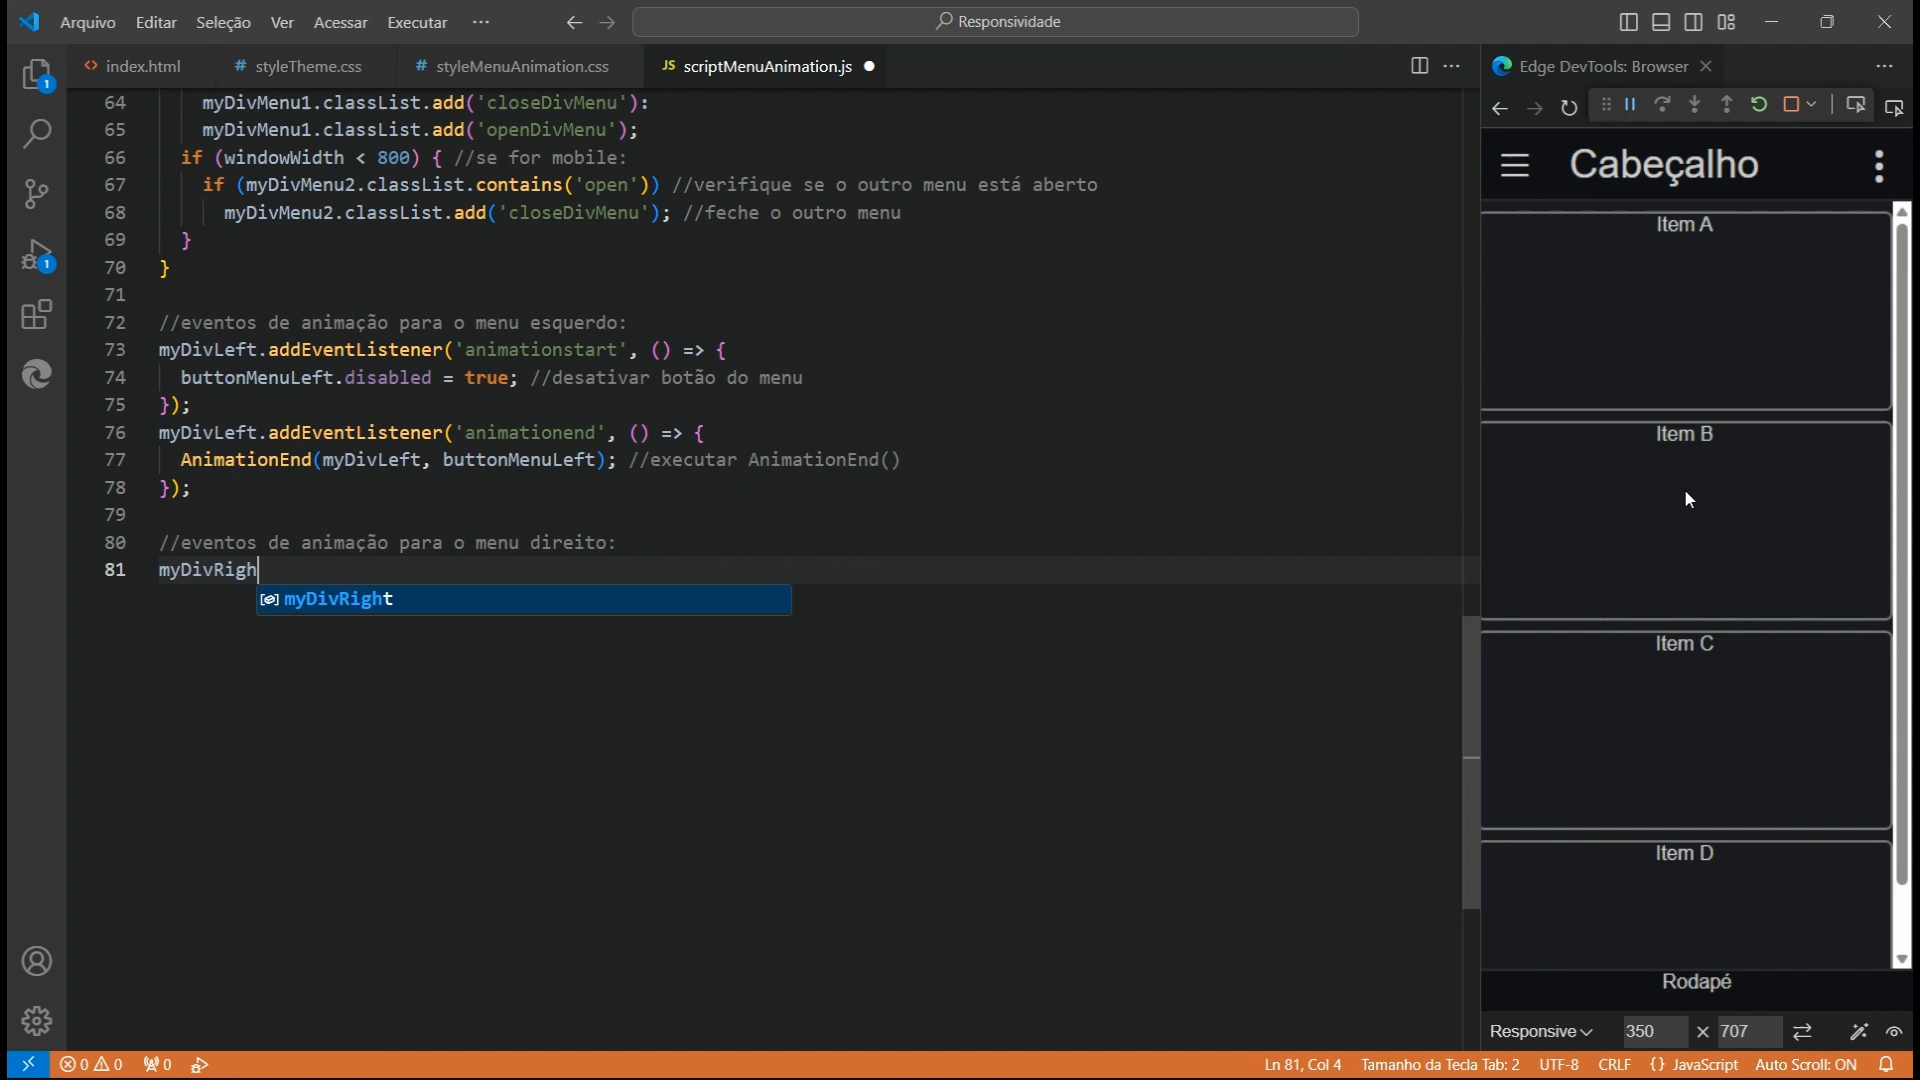 Arquivo Editar Seleção Ver Acessar Executar ··· Responsividade
index.html styleTheme.css styleMenuAnimation.css JS scriptMenuAnimation.js Edge DevTools: Browser
64 myDivMenu1.classList.add('closeDivMenu'):
65 myDivMenu1.classList.add('openDivMenu');
66 if (windowWidth < 800) { //se for mobile:
67 if (myDivMenu2.classList.contains('open')) //verifique se o outro menu está aberto
68 myDivMenu2.classList.add('closeDivMenu'); //feche o outro menu
69 }
70 }
71
72 //eventos de animação para o menu esquerdo:
73 myDivLeft.addEventListener('animationstart', () => {
74 buttonMenuLeft.disabled = true; //desativar botão do menu
75 });
76 myDivLeft.addEventListener('animationend', () => {
77 AnimationEnd(myDivLeft, buttonMenuLeft); //executar AnimationEnd()
78 });
79
80 //eventos de animação para o menu direito:
81 myDivRigh
myDivRight
1
1
Cabeçalho
Item A
Item B
Item C
Item D
Rodapé
Responsive 350 × 707
0 0 0 Ln 81, Col 4 Tamanho da Tecla Tab: 2 UTF-8 CRLF {} JavaScript Auto Scroll: ON